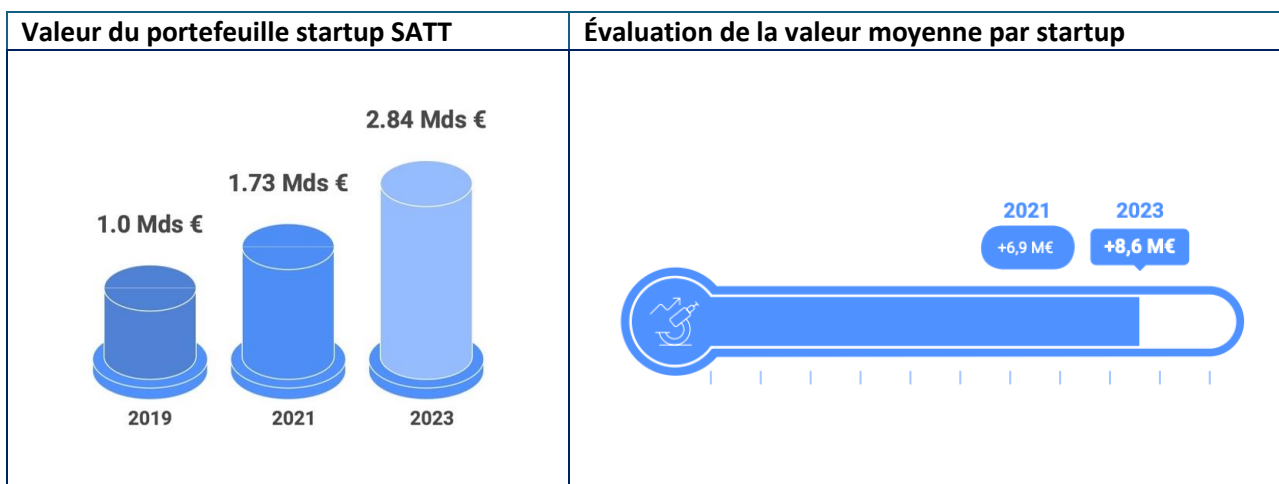 Valeur du portefeuille startup SATT
Évaluation de la valeur moyenne par startup
2.84 Mds €
1.73 Mds €
1.0 Mds €
2019
2021
2023
2021
2023
+6,9 M€
+8,6 M€